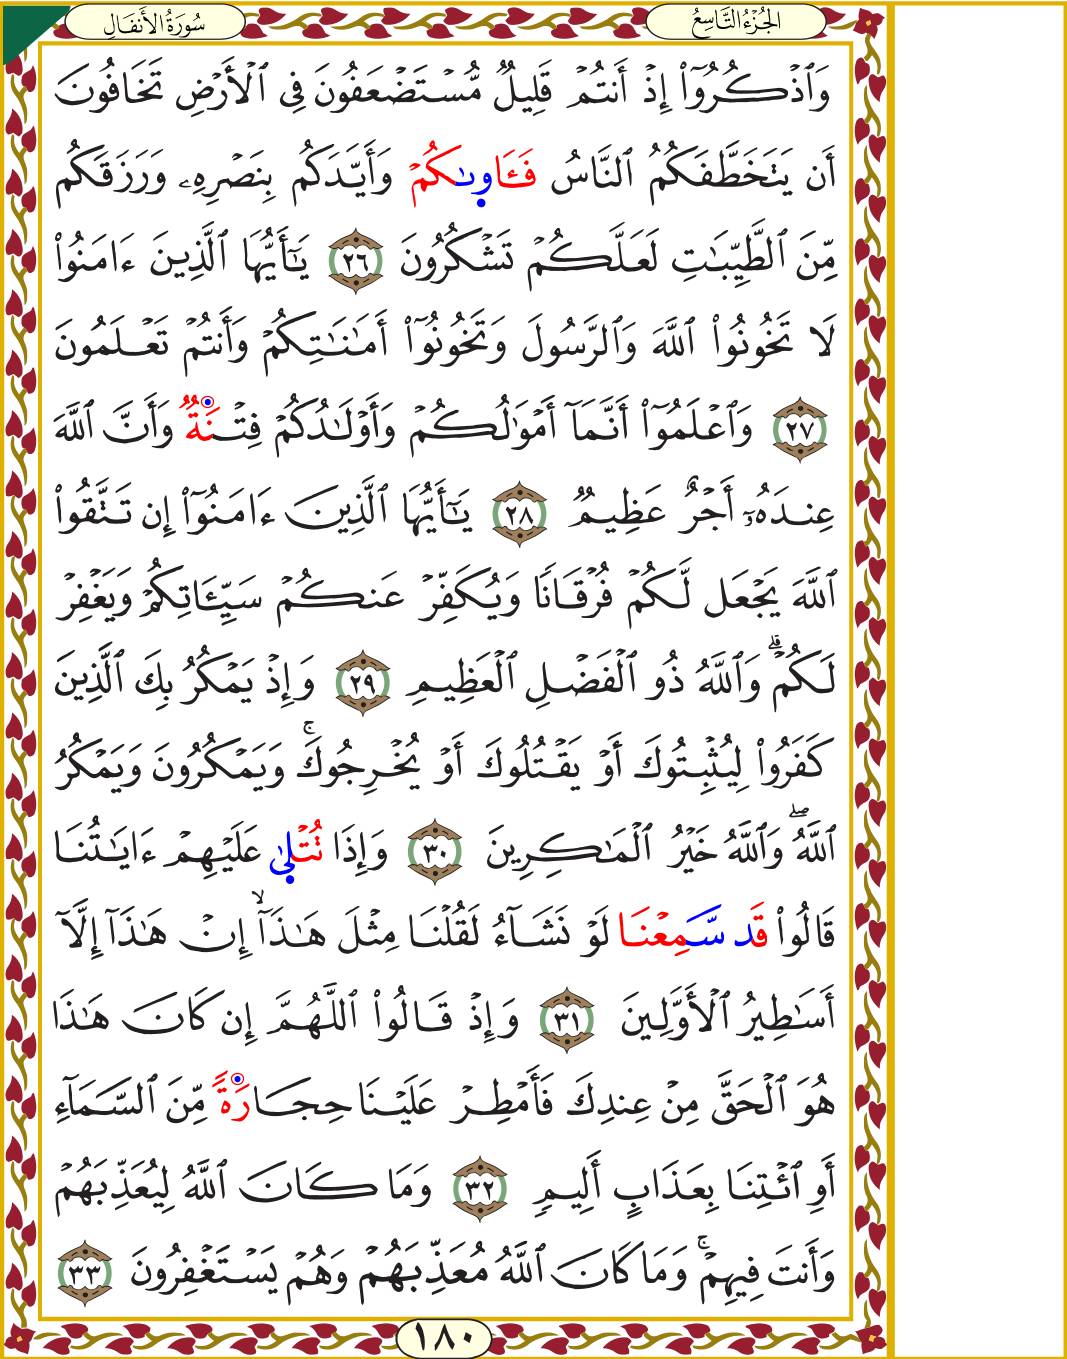 الجُزْءُ التَّاسِعُ
سُورَةُ الأَنفَالِ
وَٱذْكُرُوٓاْ إِذْ أَنتُمْ قَلِيلٌ مُّسْتَضْعَفُونَ فِى ٱلْأَرْضِ تَخَافُونَ
أَن يَتَخَطَّفَكُمُ ٱلنَّاسُ فَـَٔاوىٰكُمْ وَأَيَّدَكُم بِنَصْرِهِۦ وَرَزَقَكُم
مِّنَ ٱلطَّيِّبَٰتِ لَعَلَّكُمْ تَشْكُرُونَ ٢٦ يَٰٓأَيُّهَا ٱلَّذِينَ ءَامَنُواْ
لَا تَخُونُواْ ٱللَّهَ وَٱلرَّسُولَ وَتَخُونُوٓاْ أَمَٰنَٰتِكُمْ وَأَنتُمْ تَعْلَمُونَ
٢٧ وَٱعْلَمُوٓاْ أَنَّمَآ أَمْوَٰلُكُمْ وَأَوْلَٰدُكُمْ فِتْنَةٌ وَأَنَّ ٱللَّهَ
عِندَهُۥٓ أَجْرٌ عَظِيمٌ ٢٨ يَٰٓأَيُّهَا ٱلَّذِينَ ءَامَنُوٓاْ إِن تَتَّقُواْ
ٱللَّهَ يَجْعَل لَّكُمْ فُرْقَانًا وَيُكَفِّرْ عَنكُمْ سَيِّـَٔاتِكُمْ وَيَغْفِرْ
لَكُمْ ۗ وَٱللَّهُ ذُو ٱلْفَضْلِ ٱلْعَظِيمِ ٢٩ وَإِذْ يَمْكُرُ بِكَ ٱلَّذِينَ
كَفَرُواْ لِيُثْبِتُوكَ أَوْ يَقْتُلُوكَ أَوْ يُخْرِجُوكَ ۚ وَيَمْكُرُونَ وَيَمْكُرُ
ٱللَّهُ ۖ وَٱللَّهُ خَيْرُ ٱلْمَٰكِرِينَ ٣٠ وَإِذَا تُتْلىٰ عَلَيْهِمْ ءَايَٰتُنَا
قَالُواْ قَد سَّمِعْنَا لَوْ نَشَآءُ لَقُلْنَا مِثْلَ هَٰذَآ ۙ إِنْ هَٰذَآ إِلَّآ
أَسَٰطِيرُ ٱلْأَوَّلِينَ ٣١ وَإِذْ قَالُواْ ٱللَّهُمَّ إِن كَانَ هَٰذَا
هُوَ ٱلْحَقَّ مِنْ عِندِكَ فَأَمْطِرْ عَلَيْنَا حِجَارَةً مِّنَ ٱلسَّمَآءِ
أَوِ ٱئْتِنَا بِعَذَابٍ أَلِيمٍ ٣٢ وَمَا كَانَ ٱللَّهُ لِيُعَذِّبَهُمْ
وَأَنتَ فِيهِمْ ۚ وَمَا كَانَ ٱللَّهُ مُعَذِّبَهُمْ وَهُمْ يَسْتَغْفِرُونَ ٣٣
١٨٠